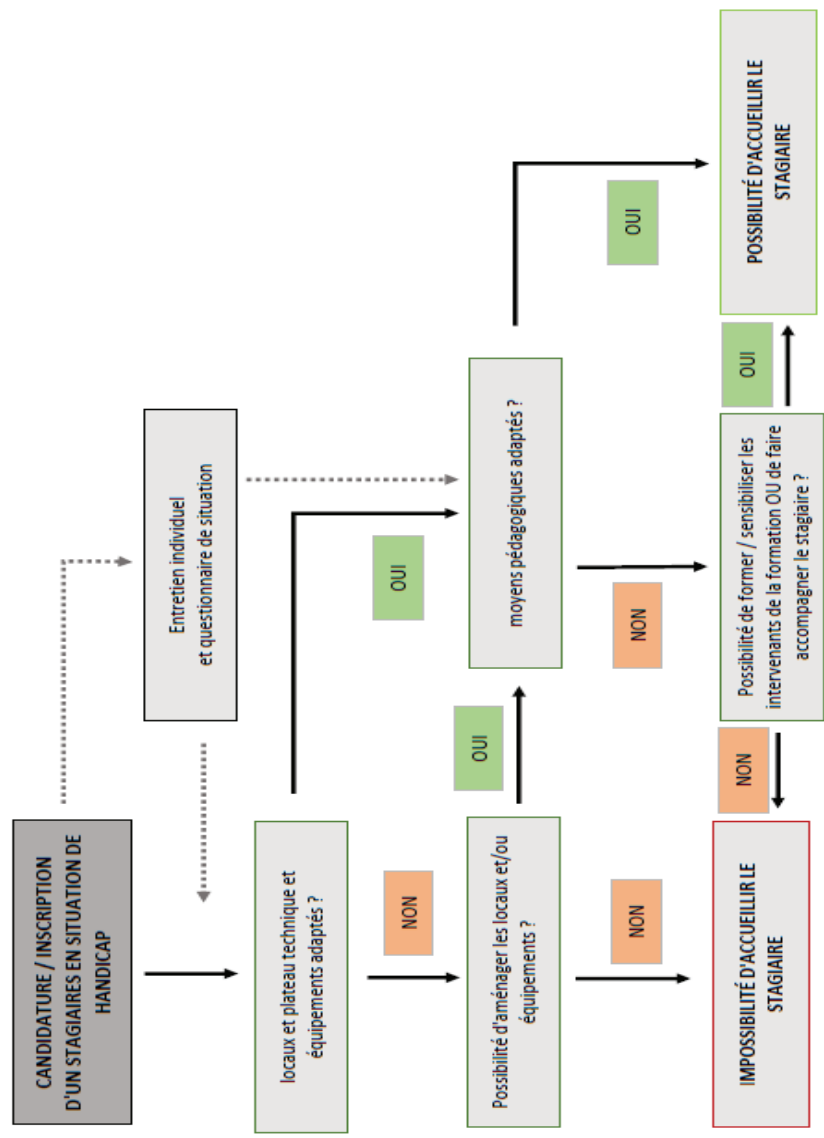 CANDIDATURE / INSCRIPTION
D'UN STAGIAIRES EN SITUATION DE
HANDICAP
Entretien individuel
et questionnaire de situation
locaux et plateau technique et
équipements adaptés ?
NON
OUI
Possibilité d'aménager les locaux et/ou
équipements ?
OUI
moyens pédagogiques adaptés ?
OUI
NON
NON
IMPOSSIBILITÉ D'ACCUEILLIR LE
STAGIAIRE
NON
Possibilité de former / sensibiliser les
intervenants de la formation OU de faire
accompagner le stagiaire ?
OUI
POSSIBILITÉ D'ACCUEILLIR LE
STAGIAIRE